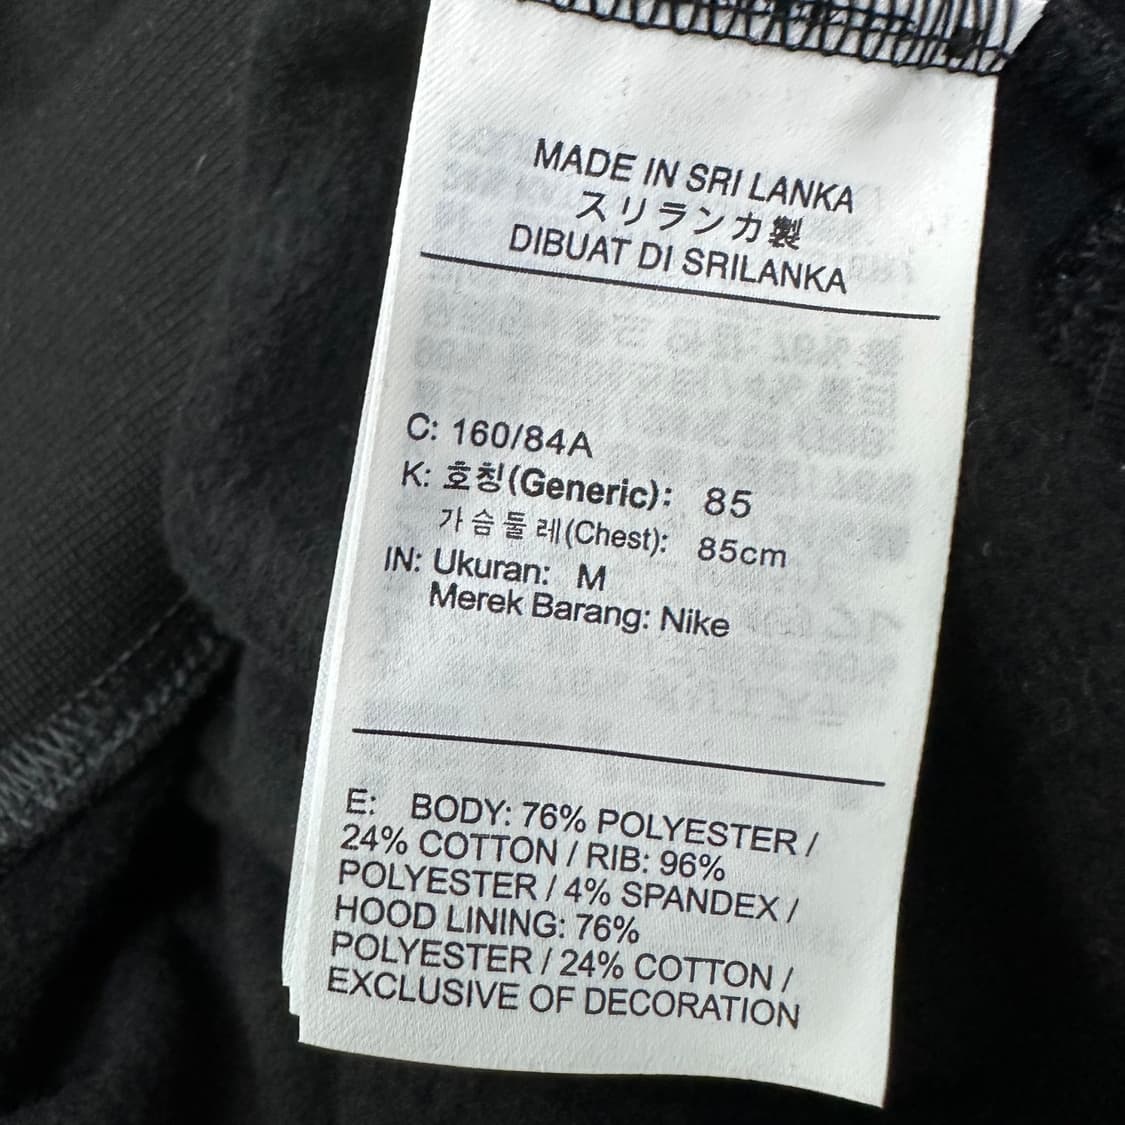 MADE IN SRI LANKA
スリランカ製
DIBUAT DI SRILANKA
C: 160/84A
K: 호칭(Generic): 85
가슴둘레(Chest): 85cm
IN: Ukuran: M
Merek Barang: Nike
E: BODY: 76% POLYESTER /
24% COTTON / RIB: 96%
POLYESTER / 4% SPANDEX /
HOOD LINING: 76%
POLYESTER / 24% COTTON /
EXCLUSIVE OF DECORATION